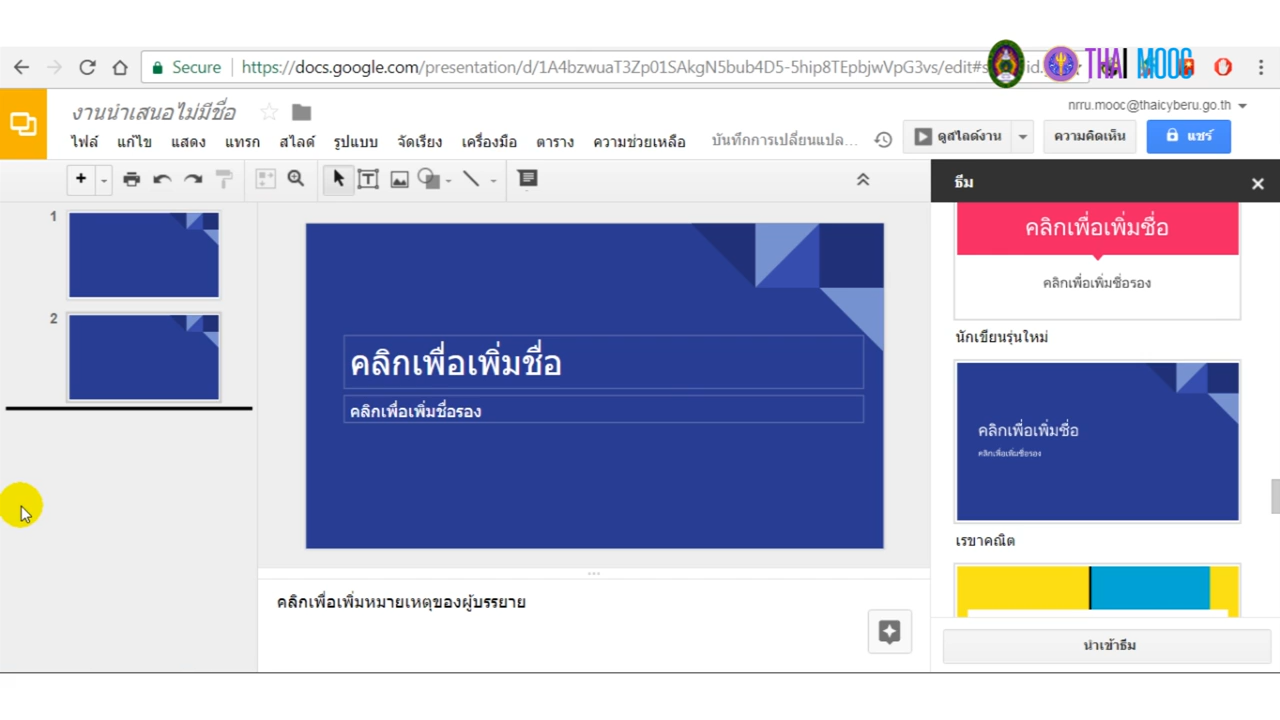 THAI MOOC
Secure | https://docs.google.com/presentation/d/1A4bzwuaT3Zp01SAkgN5bub4D5-5hip8TEpbjwVpG3vs/edit#s
งานนำเสนอไม่มีชื่อ
nrru.mooc@thaicyberu.go.th
ไฟล์ แก้ไข แสดง แทรก สไลด์ รูปแบบ จัดเรียง เครื่องมือ ตาราง ความช่วยเหลือ บันทึกการเปลี่ยนแปล...
ดูสไลด์งาน ความคิดเห็น แชร์
ธีม
1
2
คลิกเพื่อเพิ่มชื่อ
คลิกเพื่อเพิ่มชื่อรอง
คลิกเพื่อเพิ่มหมายเหตุของผู้บรรยาย
คลิกเพื่อเพิ่มชื่อ
คลิกเพื่อเพิ่มชื่อรอง
นักเขียนรุ่นใหม่
คลิกเพื่อเพิ่มชื่อ
คลิกเพื่อเพิ่มชื่อรอง
เรขาคณิต
นำเข้าธีม